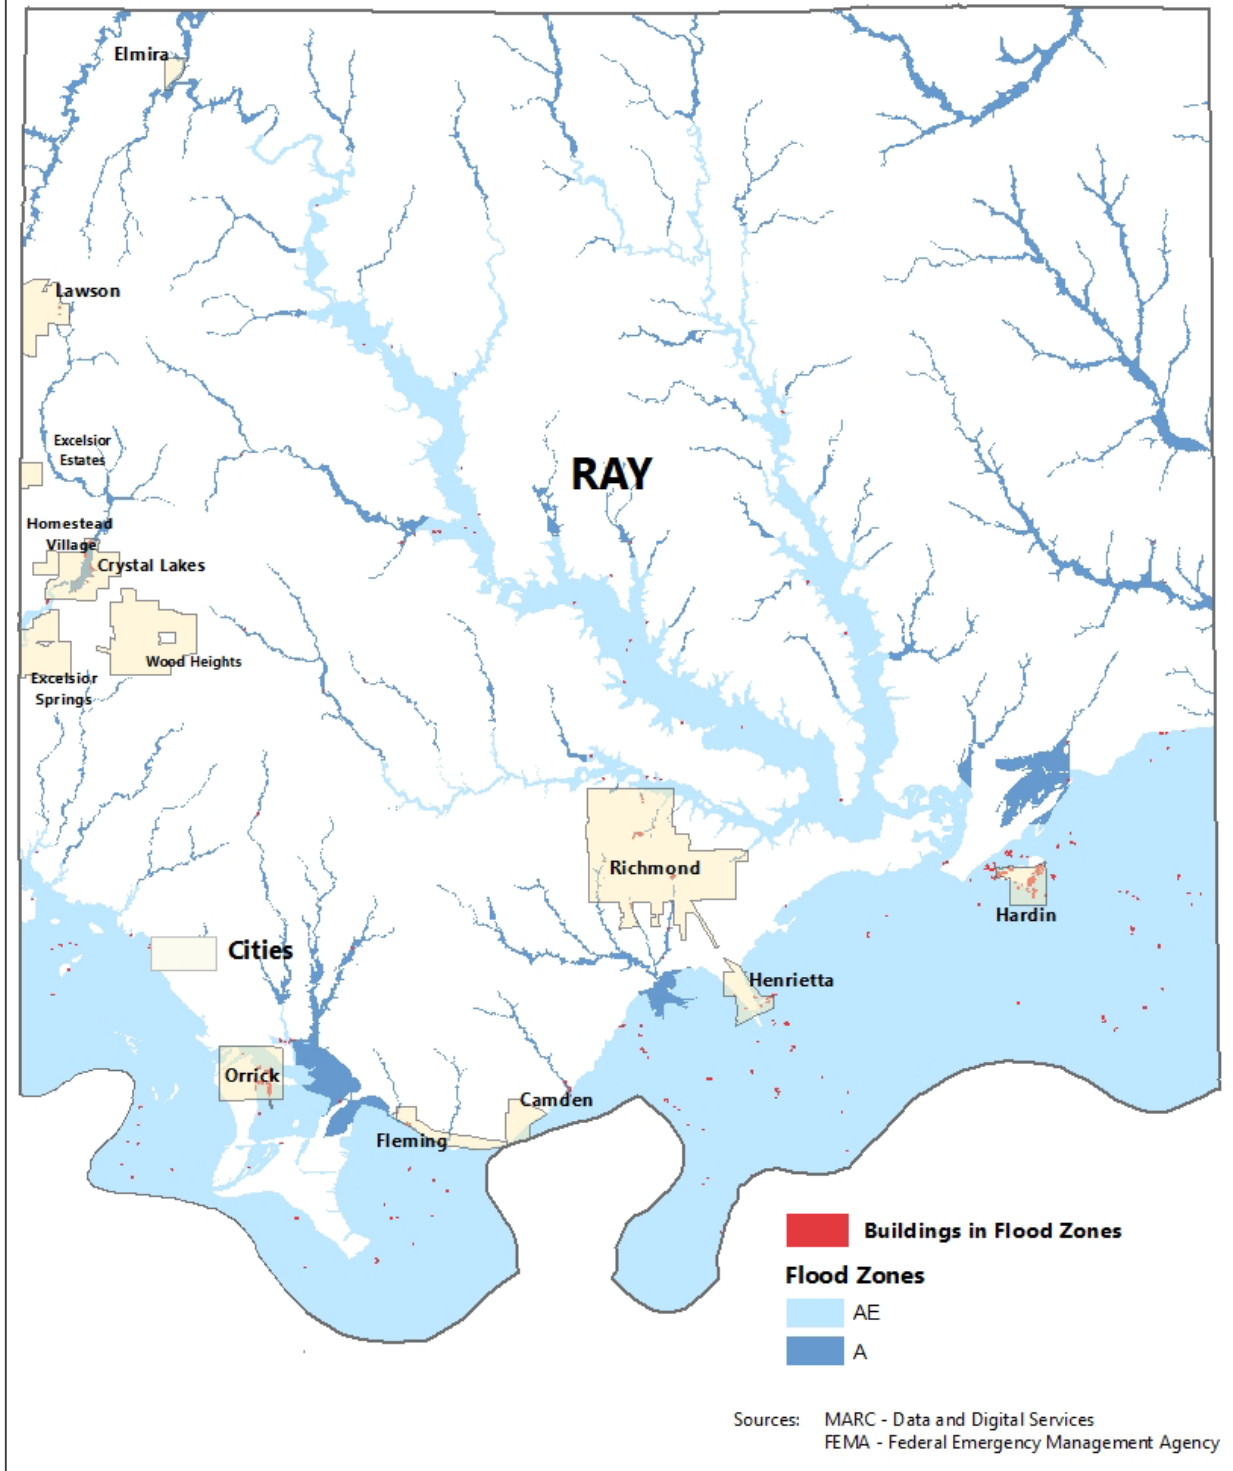 Elmira
Lawson
Excelsior
Estates
RAY
Homestead
Village
Crystal Lakes
Wood Heights
Excelsior
Springs
Richmond
Hardin
Cities
Henrietta
Orrick
Camden
Fleming
Buildings in Flood Zones
Flood Zones
AE
A
Sources: MARC - Data and Digital Services
FEMA - Federal Emergency Management Agency